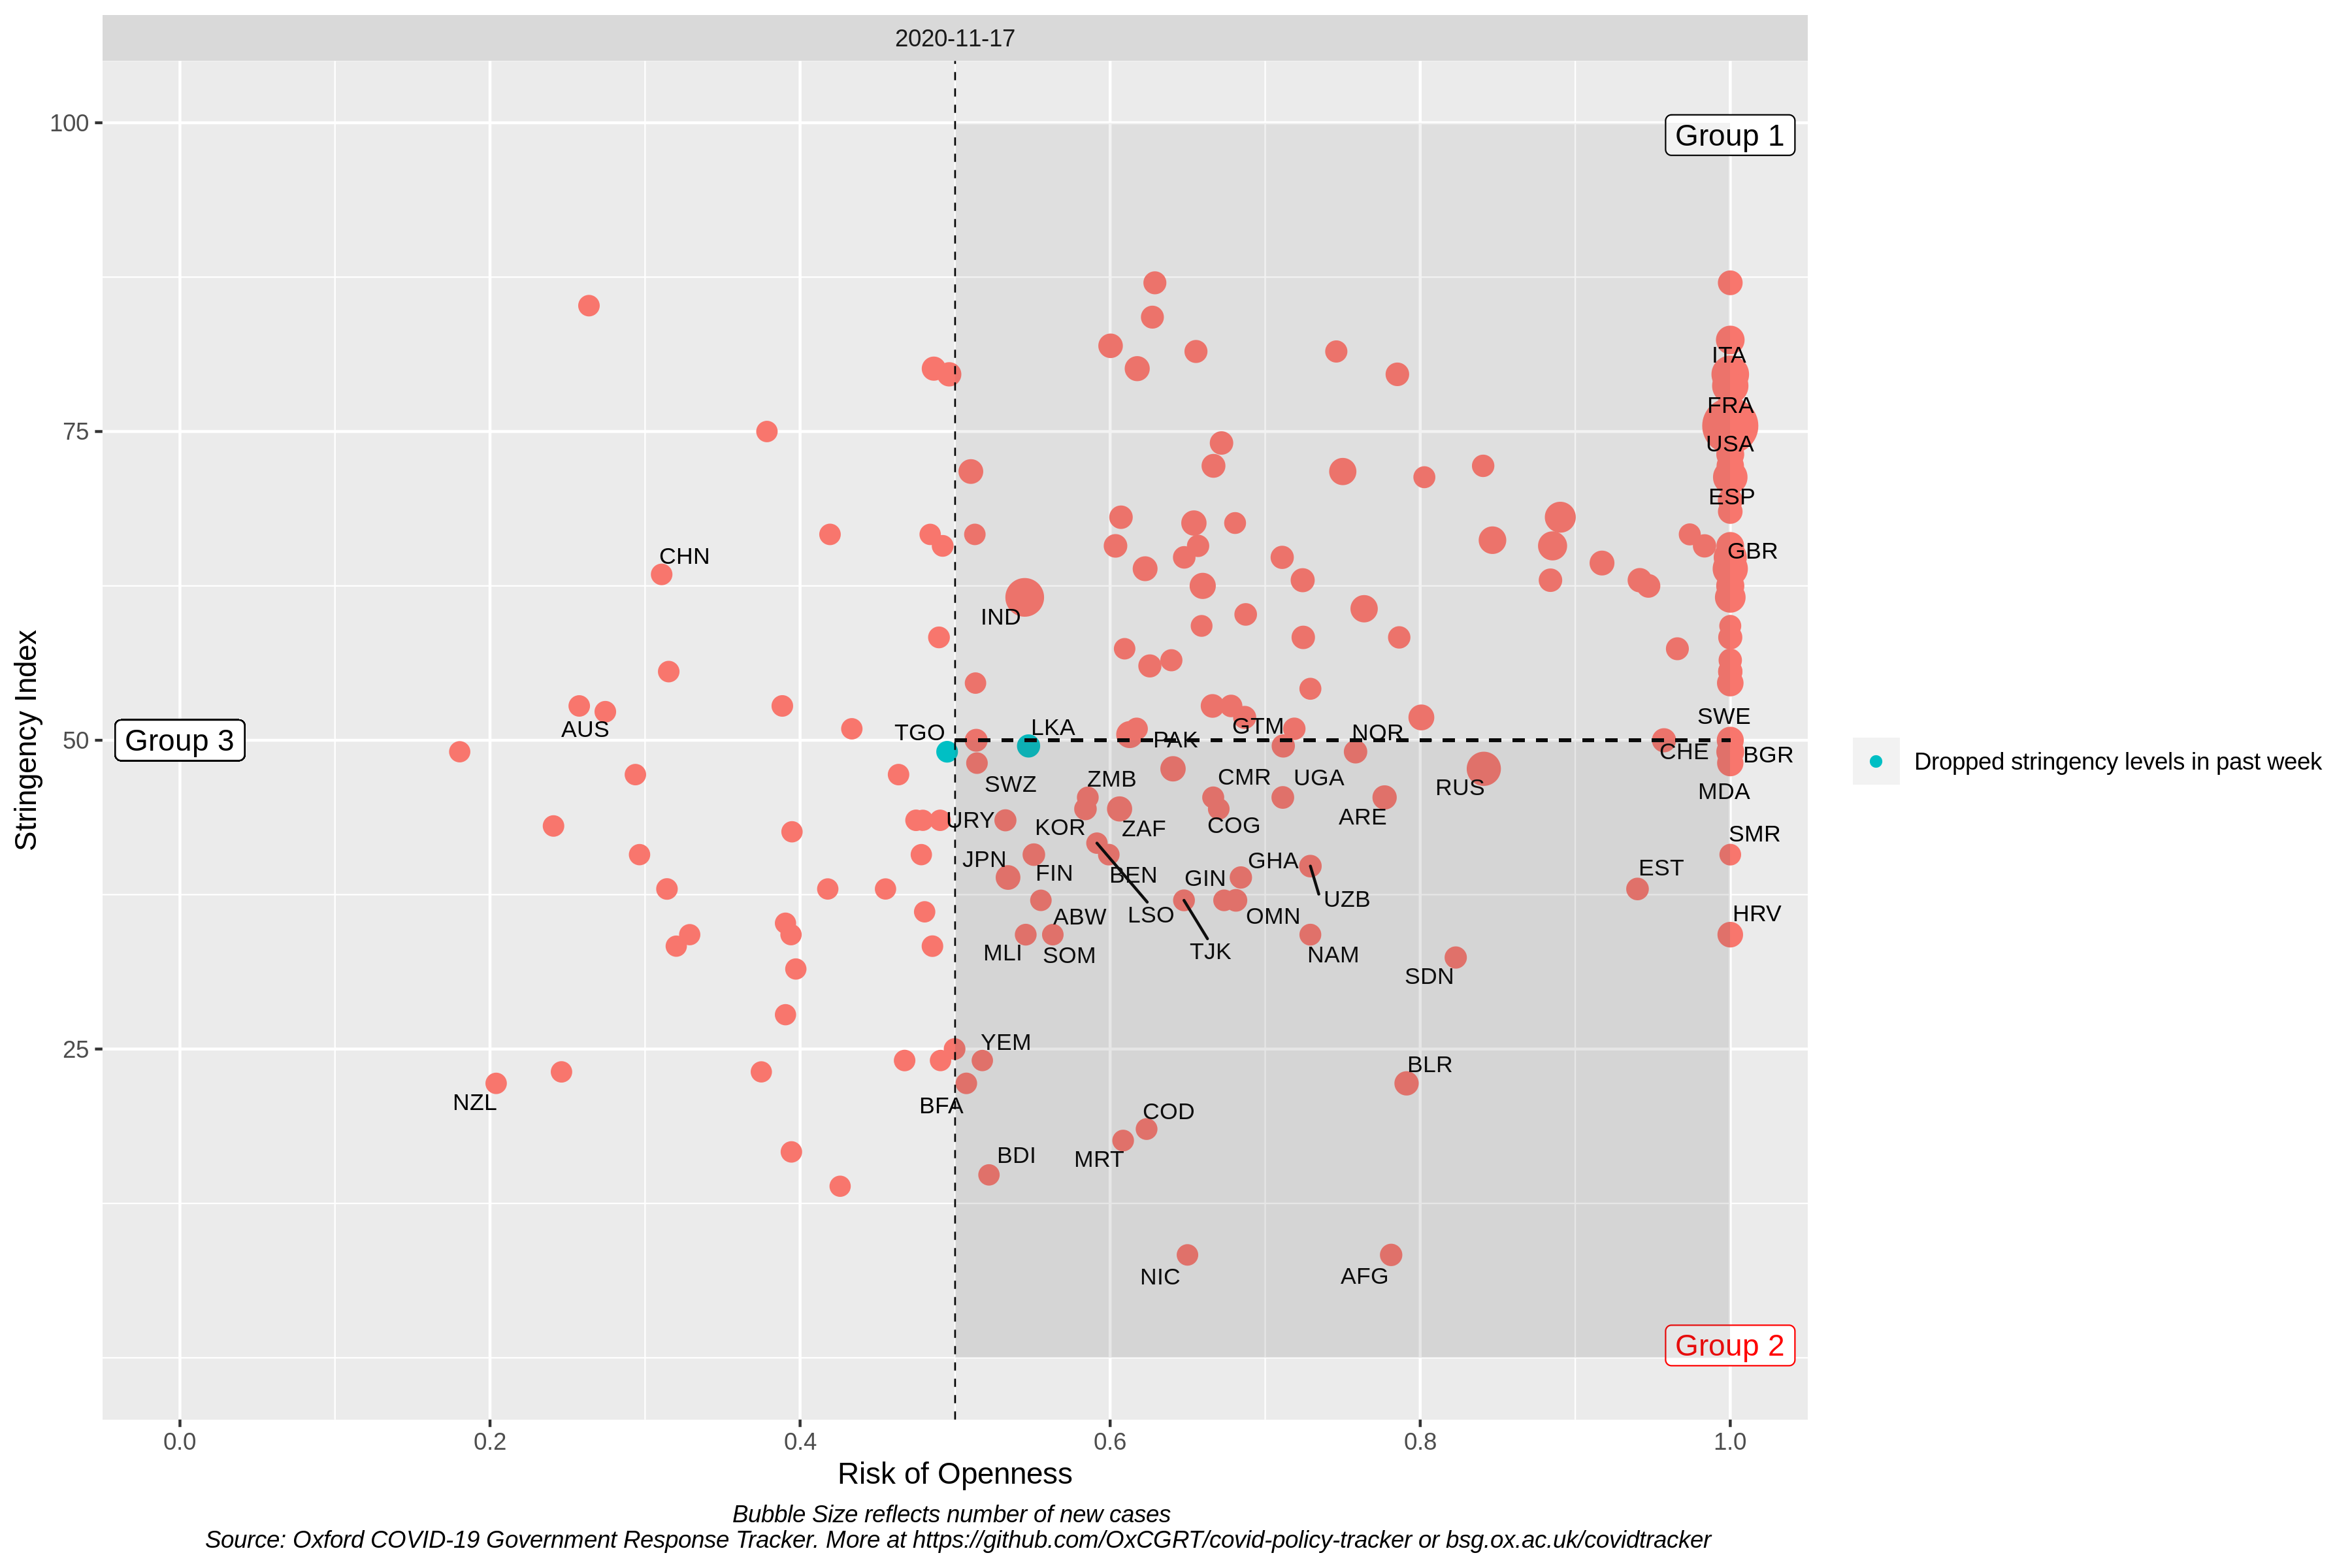 2020-11-17
100
Group 1
ITA
FRA
75
USA
ESP
CHN
GBR
Stringency Index
IND
AUS
SWE
TGO
LKA
GTM
NOR
50
Group 3
PAK
CHE
BGR
Dropped stringency levels in past week
SWZ
ZMB
CMR
UGA
RUS
MDA
URY
KOR
ZAF
COG
ARE
SMR
JPN
FIN
BEN
GIN
GHA
EST
UZB
ABW
LSO
OMN
HRV
MLI
SOM
TJK
NAM
SDN
25
YEM
BLR
NZL
BFA
COD
MRT
BDI
NIC
AFG
Group 2
0.0
0.2
0.4
0.6
0.8
1.0
Risk of Openness
Bubble Size reflects number of new cases
Source: Oxford COVID-19 Government Response Tracker. More at https://github.com/OxCGRT/covid-policy-tracker or bsg.ox.ac.uk/covidtracker